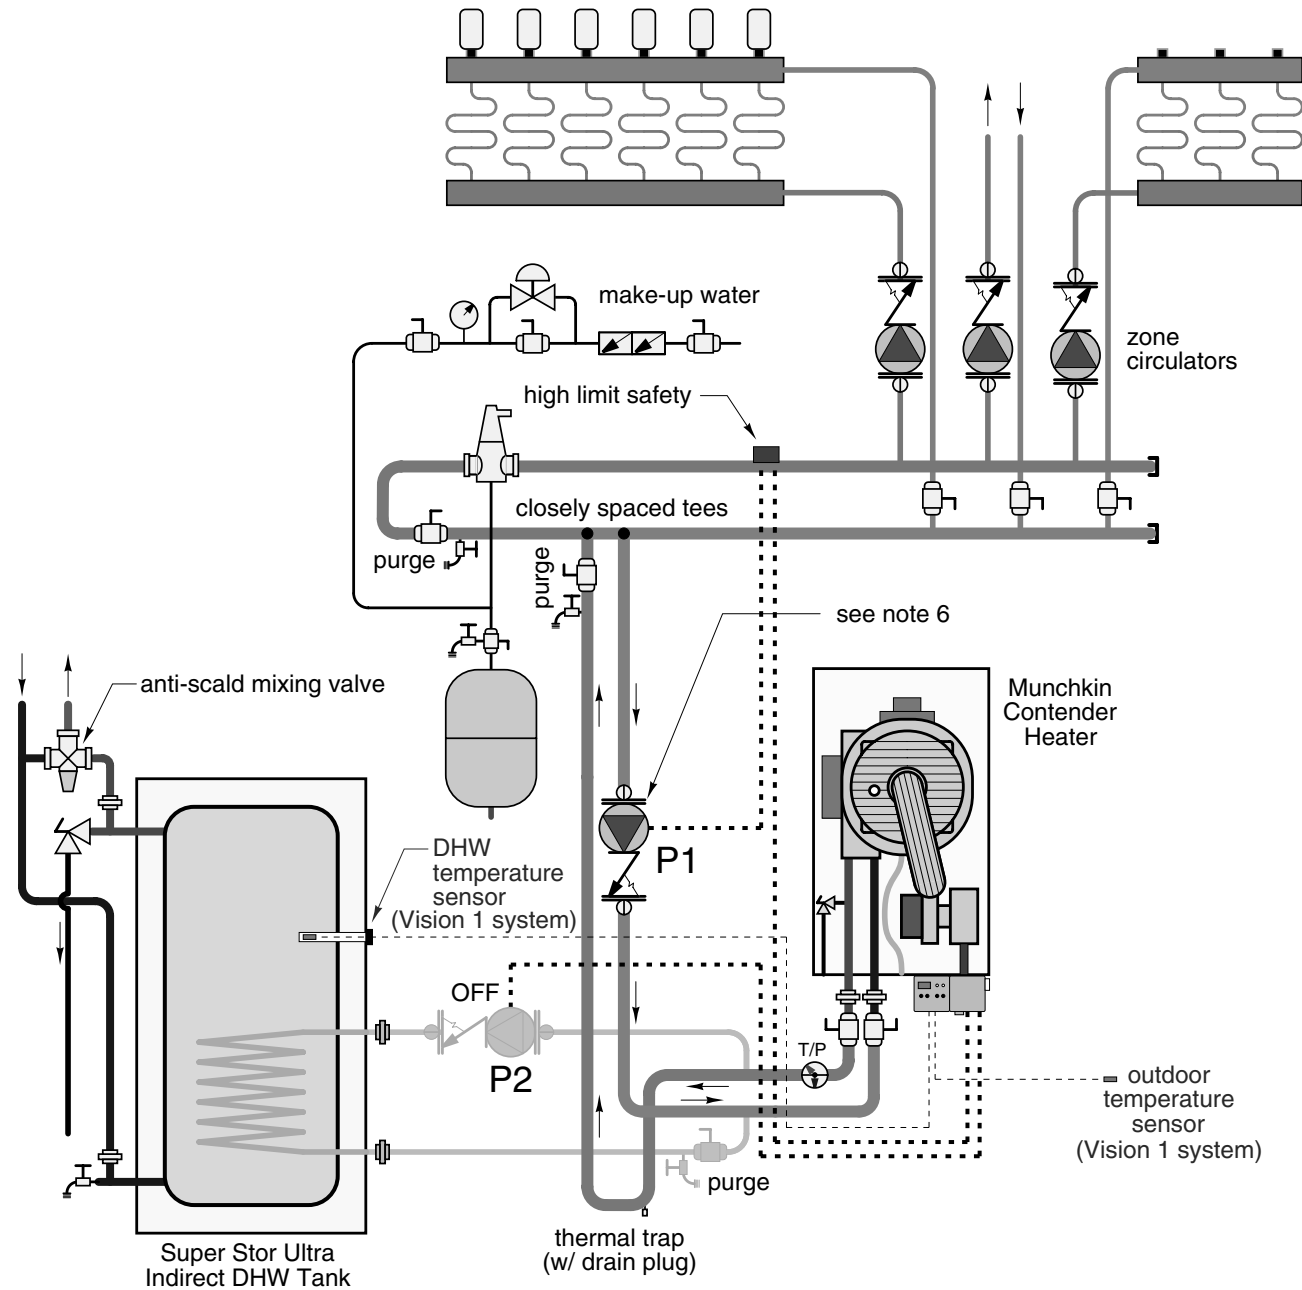 make-up water
zone
circulators
high limit safety
closely spaced tees
purge
purge
see note 6
anti-scald mixing valve
Munchkin
Contender
Heater
DHW
temperature
sensor
(Vision 1 system)
P1
OFF
P2
T/P
outdoor
temperature
sensor
(Vision 1 system)
purge
thermal trap
(w/ drain plug)
Super Stor Ultra
Indirect DHW Tank